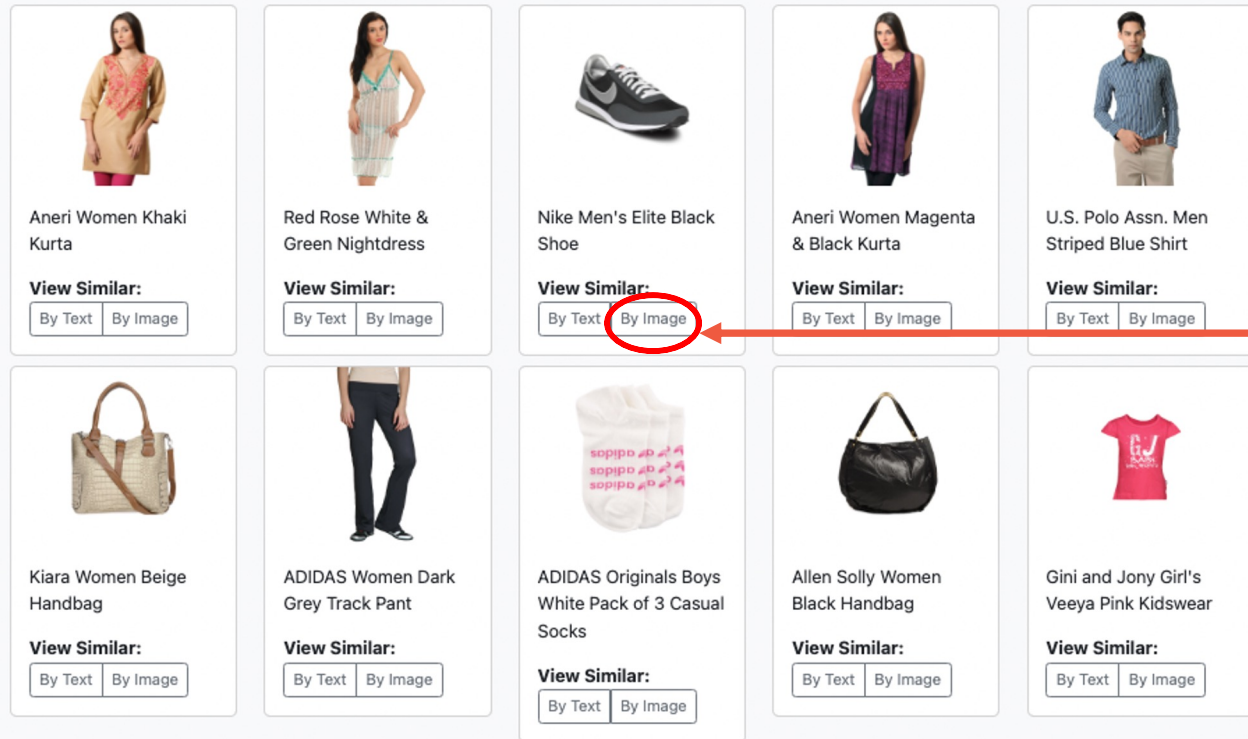 Aneri Women Khaki
Kurta
View Similar:
By Text By Image
Red Rose White &
Green Nightdress
View Similar:
By Text By Image
Nike Men's Elite Black
Shoe
View Similar:
By Text By Image
Aneri Women Magenta
& Black Kurta
View Similar:
By Text By Image
U.S. Polo Assn. Men
Striped Blue Shirt
View Similar:
By Text By Image
Kiara Women Beige
Handbag
View Similar:
By Text By Image
ADIDAS Women Dark
Grey Track Pant
View Similar:
By Text By Image
adidas
adidas
adidas
ADIDAS Originals Boys
White Pack of 3 Casual
Socks
View Similar:
By Text By Image
Allen Solly Women
Black Handbag
View Similar:
By Text By Image
GJ
Gini and Jony Girl's
Veeya Pink Kidswear
View Similar:
By Text By Image